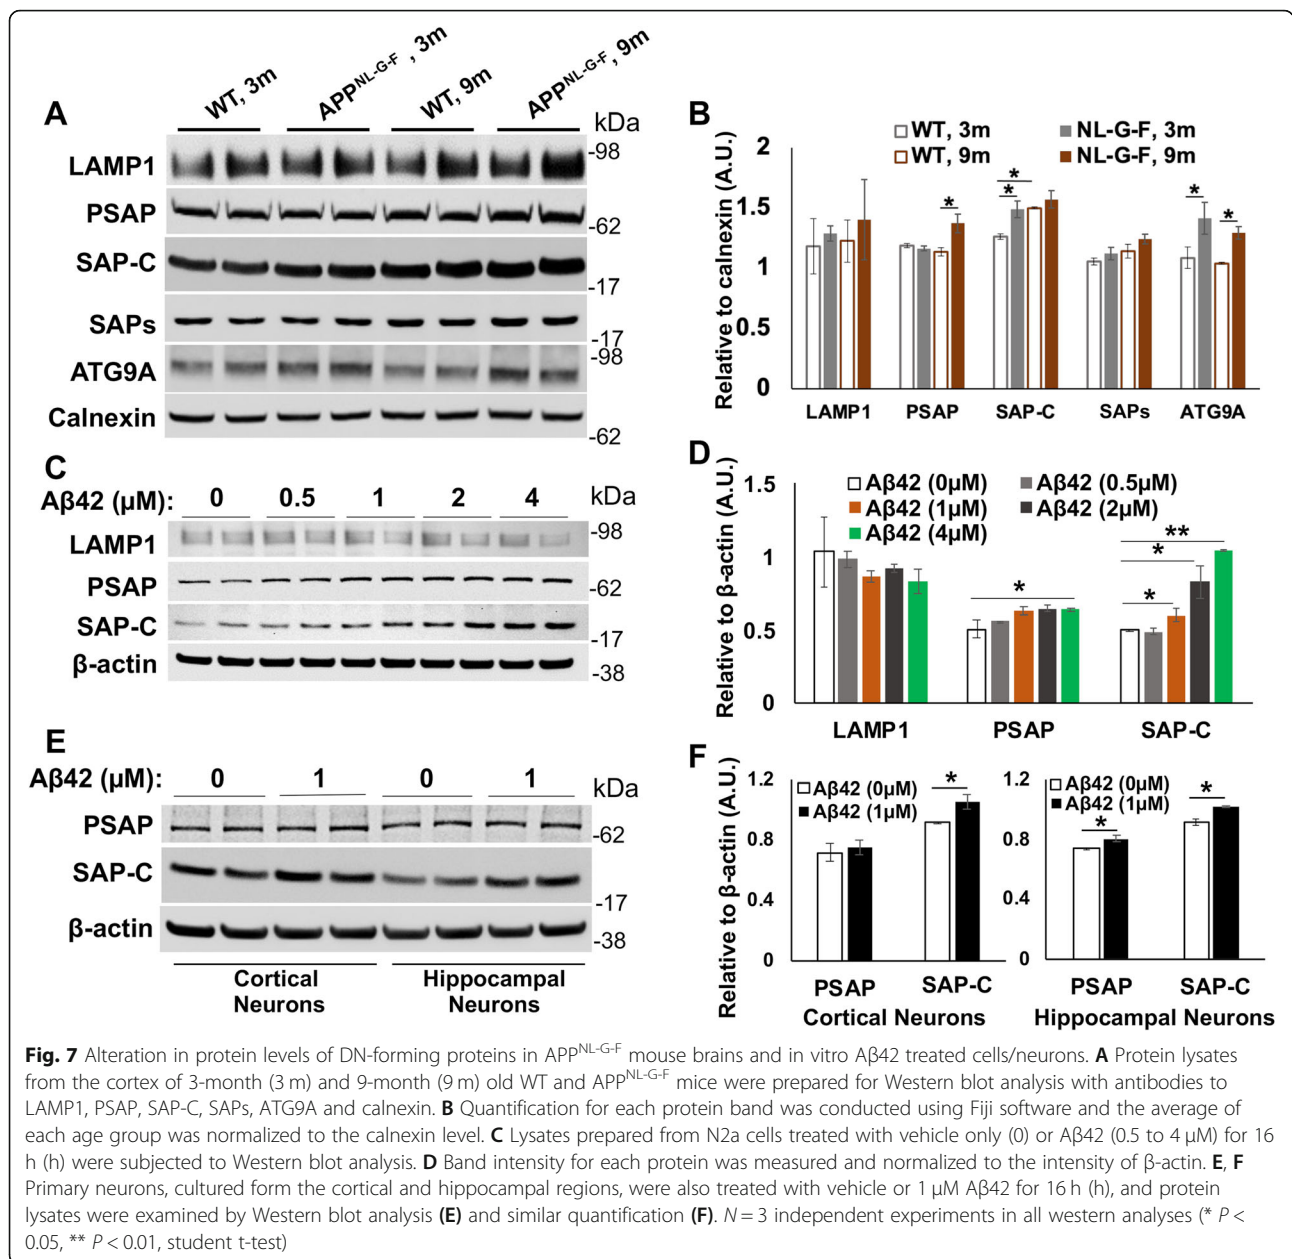 A
WT, 3m
APP^NL-G-F, 3m
WT, 9m
APP^NL-G-F, 9m
kDa
LAMP1
-98
PSAP
-62
SAP-C
-17
SAPs
-17
ATG9A
-98
Calnexin
-62
B
Relative to calnexin (A.U.)
WT, 3m NL-G-F, 3m
WT, 9m NL-G-F, 9m
2
1.5
1
0.5
0
* * * * *
LAMP1 PSAP SAP-C SAPs ATG9A
C
Aβ42 (μM): 0 0.5 1 2 4 kDa
LAMP1
-98
PSAP
-62
SAP-C
-17
β-actin
-38
D
Relative to β-actin (A.U.)
Aβ42 (0μM) Aβ42 (0.5μM)
Aβ42 (1μM) Aβ42 (2μM)
Aβ42 (4μM)
1.5
1
0.5
0
*
**
*
*
LAMP1 PSAP SAP-C
E
Aβ42 (μM): 0 1 0 1 kDa
PSAP
-62
SAP-C
-17
β-actin
-38
Cortical Hippocampal
Neurons Neurons
F
Relative to β-actin (A.U.)
1.2
0.8
0.4
0
Aβ42 (0μM)
Aβ42 (1μM)
*
PSAP SAP-C
Cortical Neurons
1.2
0.8
0.4
0
Aβ42 (0μM)
Aβ42 (1μM)
* *
PSAP SAP-C
Hippocampal Neurons
Fig. 7 Alteration in protein levels of DN-forming proteins in APP^NL-G-F mouse brains and in vitro Aβ42 treated cells/neurons. A Protein lysates
from the cortex of 3-month (3 m) and 9-month (9 m) old WT and APP^NL-G-F mice were prepared for Western blot analysis with antibodies to
LAMP1, PSAP, SAP-C, SAPs, ATG9A and calnexin. B Quantification for each protein band was conducted using Fiji software and the average of
each age group was normalized to the calnexin level. C Lysates prepared from N2a cells treated with vehicle only (0) or Aβ42 (0.5 to 4 μM) for 16
h (h) were subjected to Western blot analysis. D Band intensity for each protein was measured and normalized to the intensity of β-actin. E, F
Primary neurons, cultured form the cortical and hippocampal regions, were also treated with vehicle or 1 μM Aβ42 for 16 h (h), and protein
lysates were examined by Western blot analysis (E) and similar quantification (F). N = 3 independent experiments in all western analyses (* P <
0.05, ** P < 0.01, student t-test)